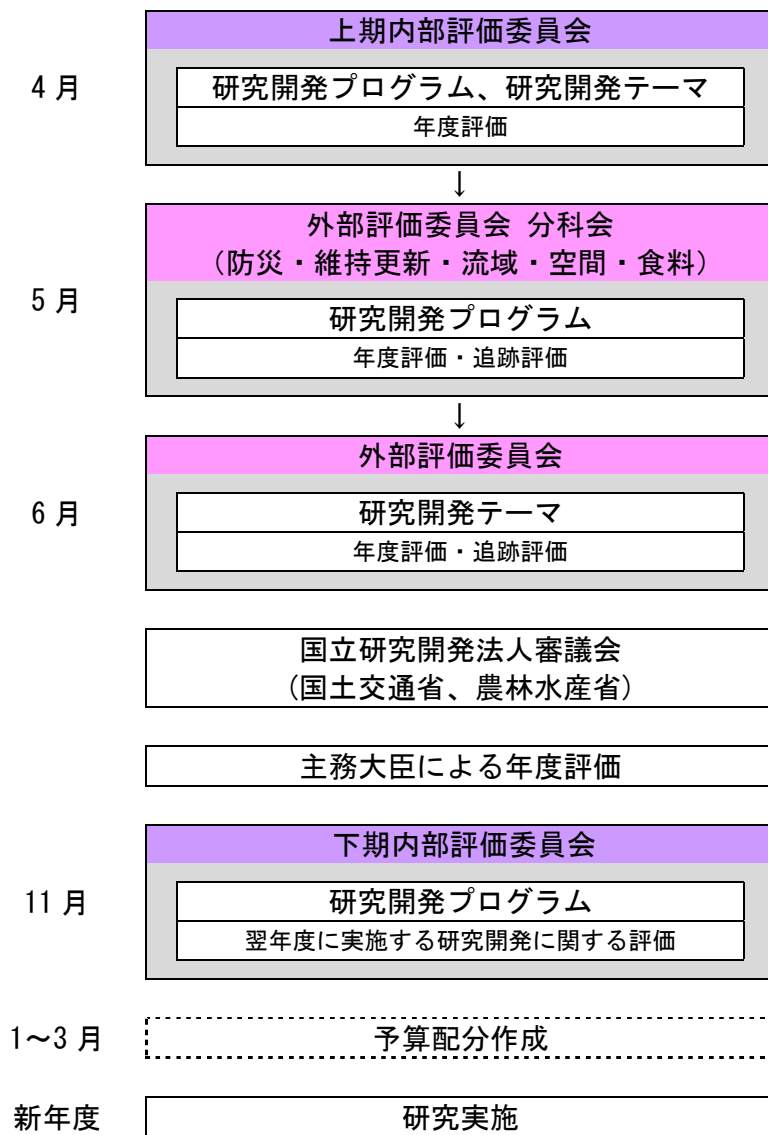 上期内部評価委員会
4 月
研究開発プログラム、研究開発テーマ
年度評価
↓
外部評価委員会 分科会
（防災・維持更新・流域・空間・食料）
5 月
研究開発プログラム
年度評価・追跡評価
↓
外部評価委員会
6 月
研究開発テーマ
年度評価・追跡評価
国立研究開発法人審議会
（国土交通省、農林水産省）
主務大臣による年度評価
下期内部評価委員会
11 月
研究開発プログラム
翌年度に実施する研究開発に関する評価
1～3 月
予算配分作成
新年度
研究実施